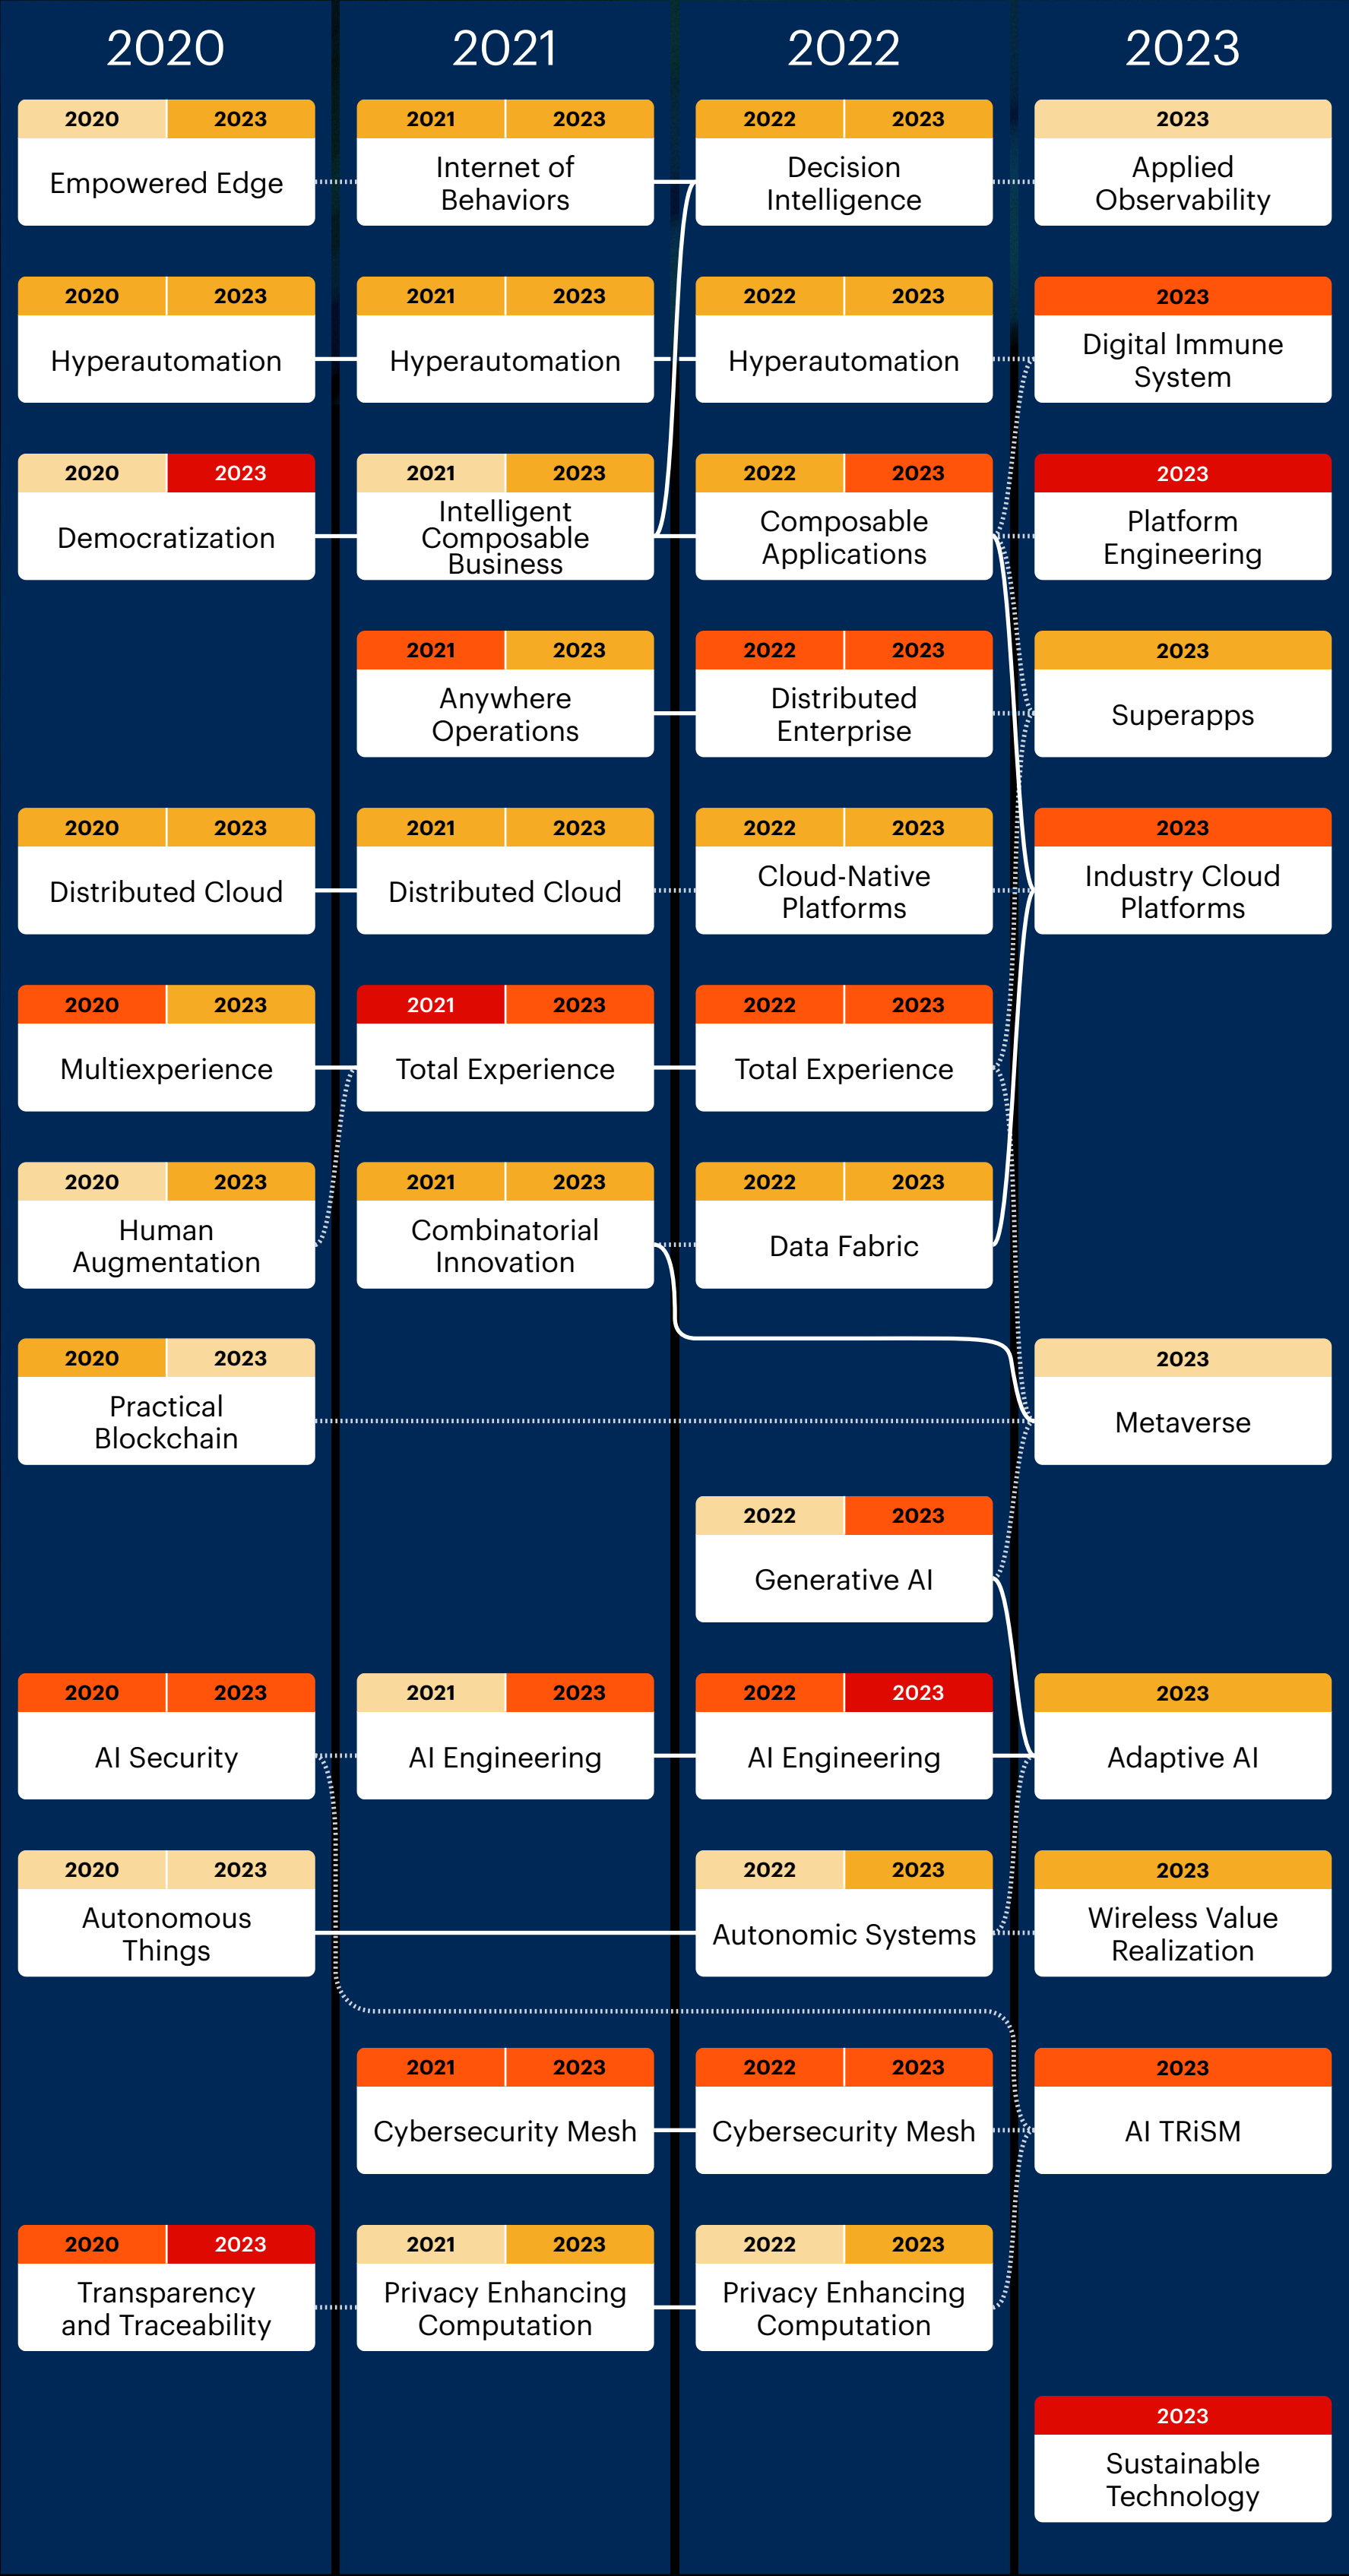 2020
2021
2022
2023
2020 2023
Empowered Edge
2021 2023
Internet of
Behaviors
2022 2023
Decision
Intelligence
2023
Applied
Observability
2020 2023
Hyperautomation
2021 2023
Hyperautomation
2022 2023
Hyperautomation
2023
Digital Immune
System
2020 2023
Democratization
2021 2023
Intelligent
Composable
Business
2022 2023
Composable
Applications
2023
Platform
Engineering
2021 2023
Anywhere
Operations
2022 2023
Distributed
Enterprise
2023
Superapps
2020 2023
Distributed Cloud
2021 2023
Distributed Cloud
2022 2023
Cloud-Native
Platforms
2023
Industry Cloud
Platforms
2020 2023
Multiexperience
2021 2023
Total Experience
2022 2023
Total Experience
2020 2023
Human
Augmentation
2021 2023
Combinatorial
Innovation
2022 2023
Data Fabric
2020 2023
Practical
Blockchain
2023
Metaverse
2022 2023
Generative AI
2020 2023
AI Security
2021 2023
AI Engineering
2022 2023
AI Engineering
2023
Adaptive AI
2020 2023
Autonomous
Things
2022 2023
Autonomic Systems
2023
Wireless Value
Realization
2021 2023
Cybersecurity Mesh
2022 2023
Cybersecurity Mesh
2023
AI TRiSM
2020 2023
Transparency
and Traceability
2021 2023
Privacy Enhancing
Computation
2022 2023
Privacy Enhancing
Computation
2023
Sustainable
Technology